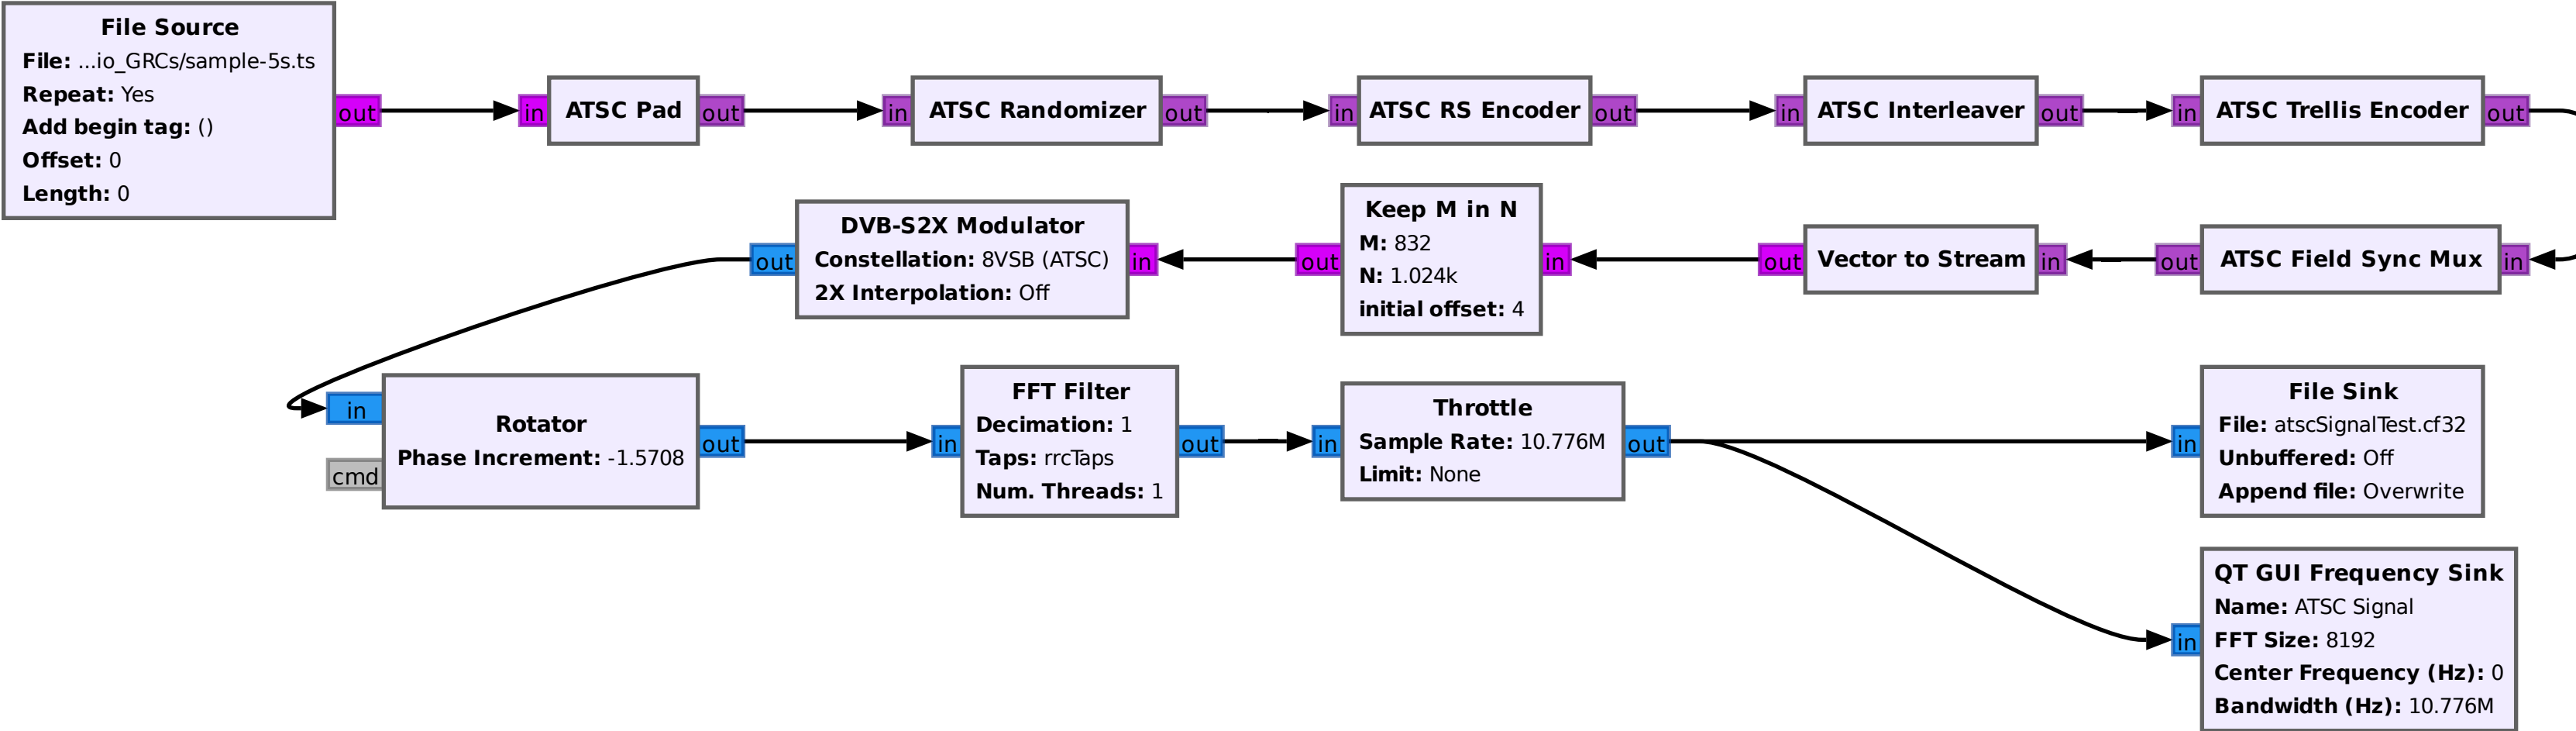 File Source
File: ...io_GRCs/sample-5s.ts
Repeat: Yes
Add begin tag: ()
Offset: 0
Length: 0
out
in
ATSC Pad
out
in
ATSC Randomizer
out
in
ATSC RS Encoder
out
in
ATSC Interleaver
out
in
ATSC Trellis Encoder
out
in
ATSC Field Sync Mux
out
in
Vector to Stream
out
in
Keep M in N
M: 832
N: 1.024k
initial offset: 4
out
in
DVB-S2X Modulator
Constellation: 8VSB (ATSC)
2X Interpolation: Off
out
in
cmd
Rotator
Phase Increment: -1.5708
out
in
FFT Filter
Decimation: 1
Taps: rrcTaps
Num. Threads: 1
out
in
Throttle
Sample Rate: 10.776M
Limit: None
out
in
File Sink
File: atscSignalTest.cf32
Unbuffered: Off
Append file: Overwrite
in
QT GUI Frequency Sink
Name: ATSC Signal
FFT Size: 8192
Center Frequency (Hz): 0
Bandwidth (Hz): 10.776M